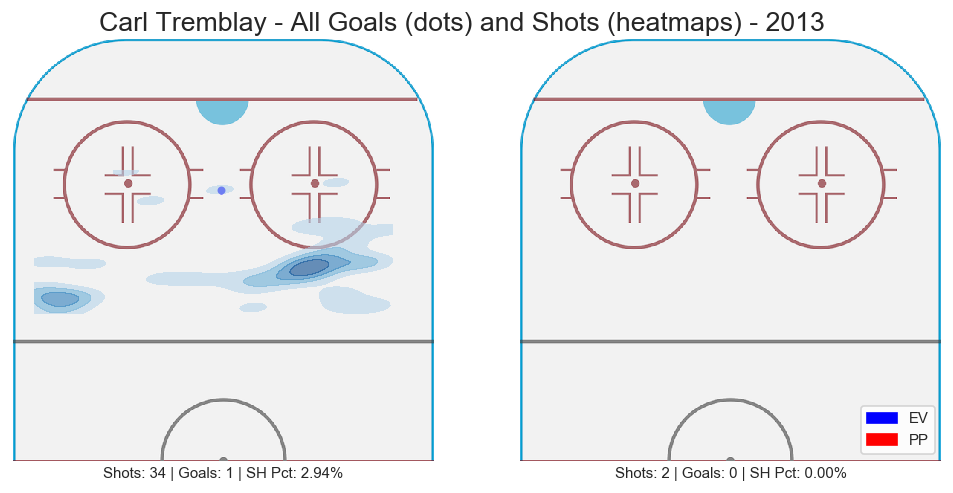 Carl Tremblay - All Goals (dots) and Shots (heatmaps) - 2013
EV
PP
Shots: 34 | Goals: 1 | SH Pct: 2.94%
Shots: 2 | Goals: 0 | SH Pct: 0.00%